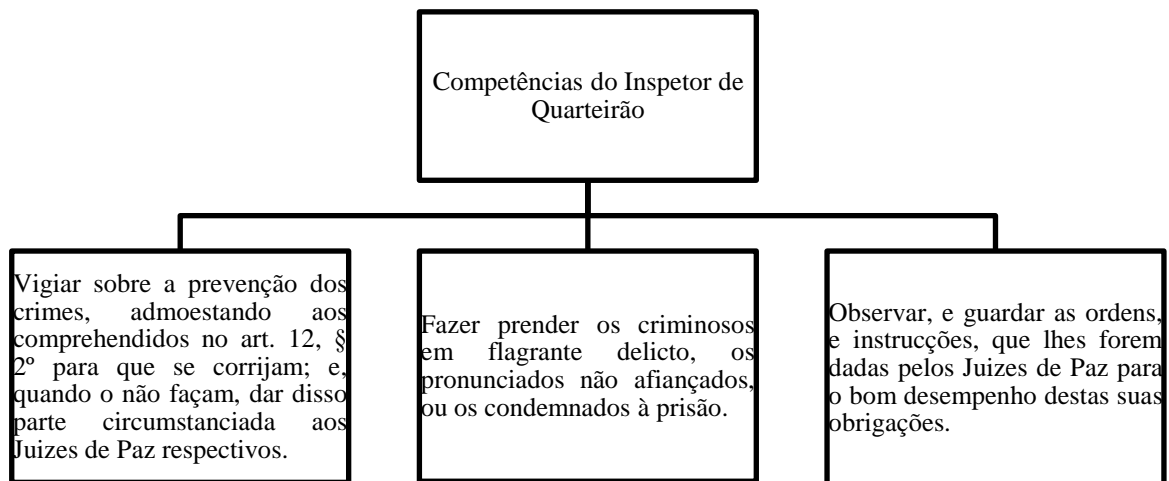 Competências do Inspetor de
Quarteirão
Vigiar sobre a prevenção dos
crimes, admoestando aos
comprehendidos no art. 12, §
2º para que se corrijam; e,
quando o não façam, dar disso
parte circumstanciada aos
Juizes de Paz respectivos.
Fazer prender os criminosos
em flagrante delicto, os
pronunciados não afiançados,
ou os condemnados à prisão.
Observar, e guardar as ordens,
e instrucções, que lhes forem
dadas pelos Juizes de Paz para
o bom desempenho destas suas
obrigações.